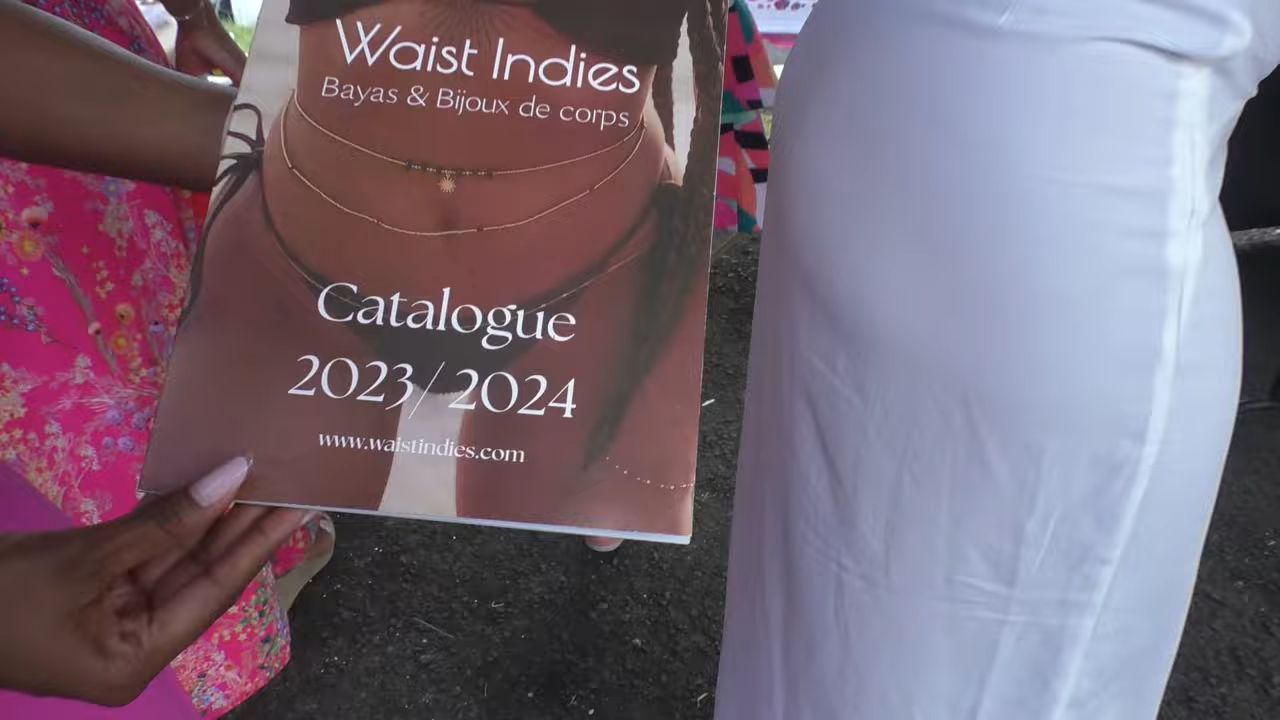 Waist Indies
Bayas & Bijoux de corps
Catalogue
2023/2024
www.waistindies.com